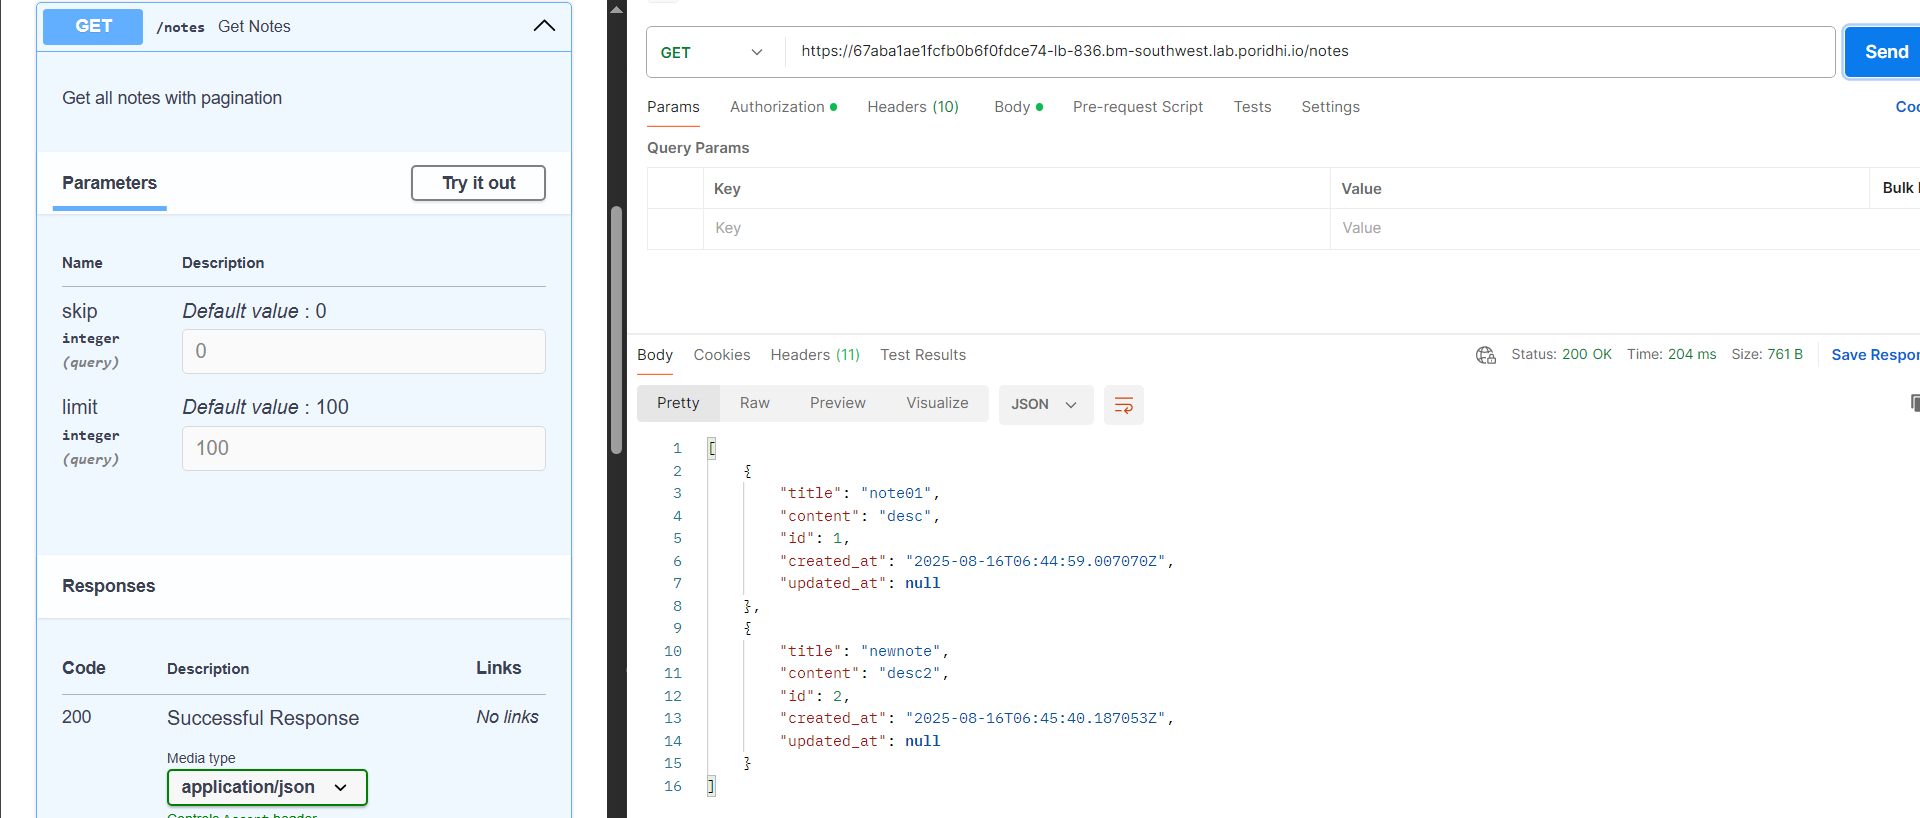 GET /notes Get Notes
Get all notes with pagination
Parameters
Try it out
Name Description
skip
integer
(query)
Default value : 0
0
limit
integer
(query)
Default value : 100
100
Responses
Code Description Links
200 Successful Response No links
Media type
application/json
GET https://67aba1ae1fcfb0b6f0fdce74-lb-836.bm-southwest.lab.poridhi.io/notes Send
Params Authorization Headers (10) Body Pre-request Script Tests Settings
Query Params
Key Value Bulk
Key Value
Body Cookies Headers (11) Test Results Status: 200 OK Time: 204 ms Size: 761 B Save Respon
Pretty Raw Preview Visualize JSON
1 [
2 {
3 "title": "note01",
4 "content": "desc",
5 "id": 1,
6 "created_at": "2025-08-16T06:44:59.007070Z",
7 "updated_at": null
8 },
9 {
10 "title": "newnote",
11 "content": "desc2",
12 "id": 2,
13 "created_at": "2025-08-16T06:45:40.187053Z",
14 "updated_at": null
15 }
16 ]